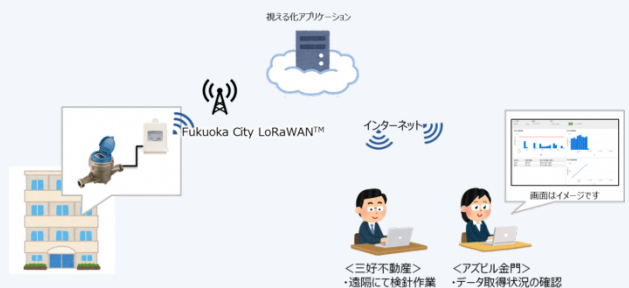 視える化アプリケーション
Fukuoka City LoRaWAN™
インターネット
画面はイメージです
＜三好不動産＞
・遠隔にて検針作業
＜アズビル金門＞
・データ取得状況の確認